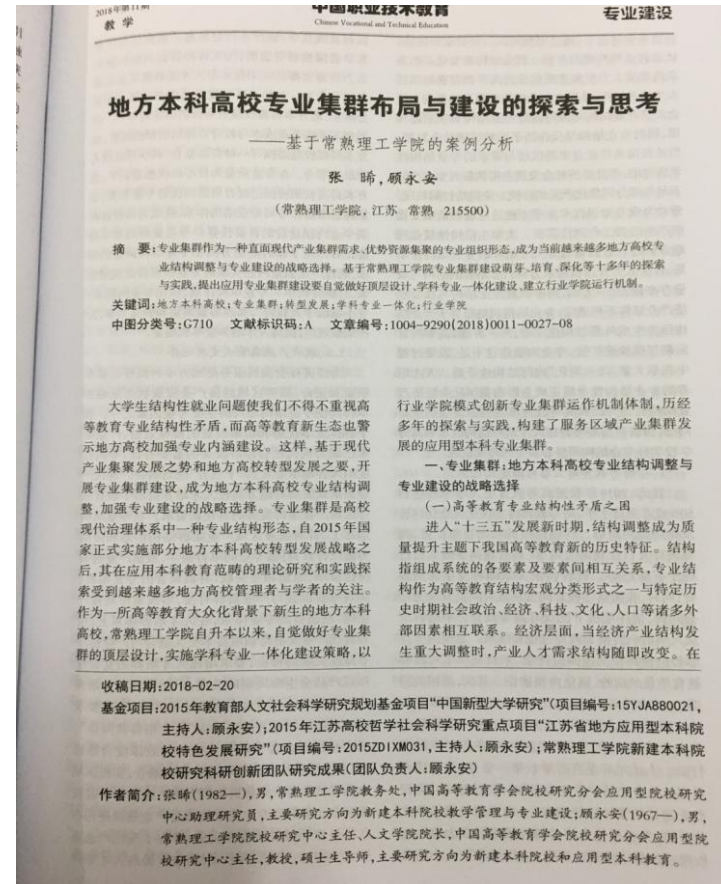 2018年第11期
教 学
中国职业技术教育
Chinese Vocational and Technical Education
专业建设
地方本科高校专业集群布局与建设的探索与思考
——基于常熟理工学院的案例分析
张 晞,顾永安
(常熟理工学院,江苏 常熟 215500)
摘 要:专业集群作为一种直面现代产业集群需求、优势资源集聚的专业组织形态,成为当前越来越多地方高校专
业结构调整与专业建设的战略选择。基于常熟理工学院专业集群建设萌芽、培育、深化等十多年的探索
与实践,提出应用专业集群建设要自觉做好顶层设计、学科专业一体化建设、建立行业学院运行机制。
关键词:地方本科高校;专业集群;转型发展;学科专业一体化;行业学院
中图分类号:G710 文献标识码:A 文章编号:1004-9290(2018)0011-0027-08
大学生结构性就业问题使我们不得不重视高
等教育专业结构性矛盾,而高等教育新生态也警
示地方高校加强专业内涵建设。这样,基于现代
产业集聚发展之势和地方高校转型发展之要,开
展专业集群建设,成为地方本科高校专业结构调
整,加强专业建设的战略选择。专业集群是高校
现代治理体系中一种专业结构形态,自2015年国
家正式实施部分地方本科高校转型发展战略之
后,其在应用本科教育范畴的理论研究和实践探
索受到越来越多地方高校管理者与学者的关注。
作为一所高等教育大众化背景下新生的地方本科
高校,常熟理工学院自升本以来,自觉做好专业集
群的顶层设计,实施学科专业一体化建设策略,以
行业学院模式创新专业集群运作机制体制,历经
多年的探索与实践,构建了服务区域产业集群发
展的应用型本科专业集群。
一、专业集群:地方本科高校专业结构调整与
专业建设的战略选择
(一)高等教育专业结构性矛盾之困
进入“十三五”发展新时期,结构调整成为质
量提升主题下我国高等教育新的历史特征。结构
指组成系统的各要素及要素间相互关系,专业结
构作为高等教育结构宏观分类形式之一与特定历
史时期社会政治、经济、科技、文化、人口等诸多外
部因素相互联系。经济层面,当经济产业结构发
生重大调整时,产业人才需求结构随即改变。在
收稿日期:2018-02-20
基金项目:2015年教育部人文社会科学研究规划基金项目“中国新型大学研究”(项目编号:15YJA880021,
主持人:顾永安);2015年江苏高校哲学社会科学研究重点项目“江苏省地方应用型本科院
校特色发展研究”(项目编号:2015ZDIXM031,主持人:顾永安);常熟理工学院新建本科院
校研究科研创新团队研究成果(团队负责人:顾永安)
作者简介:张晞(1982—),男,常熟理工学院教务处,中国高等教育学会院校研究分会应用型院校研究
中心助理研究员,主要研究方向为新建本科院校教学管理与专业建设;顾永安(1967—),男,
常熟理工学院院校研究中心主任、人文学院院长,中国高等教育学会院校研究分会应用型院
校研究中心主任,教授,硕士生导师,主要研究方向为新建本科院校和应用型本科教育。